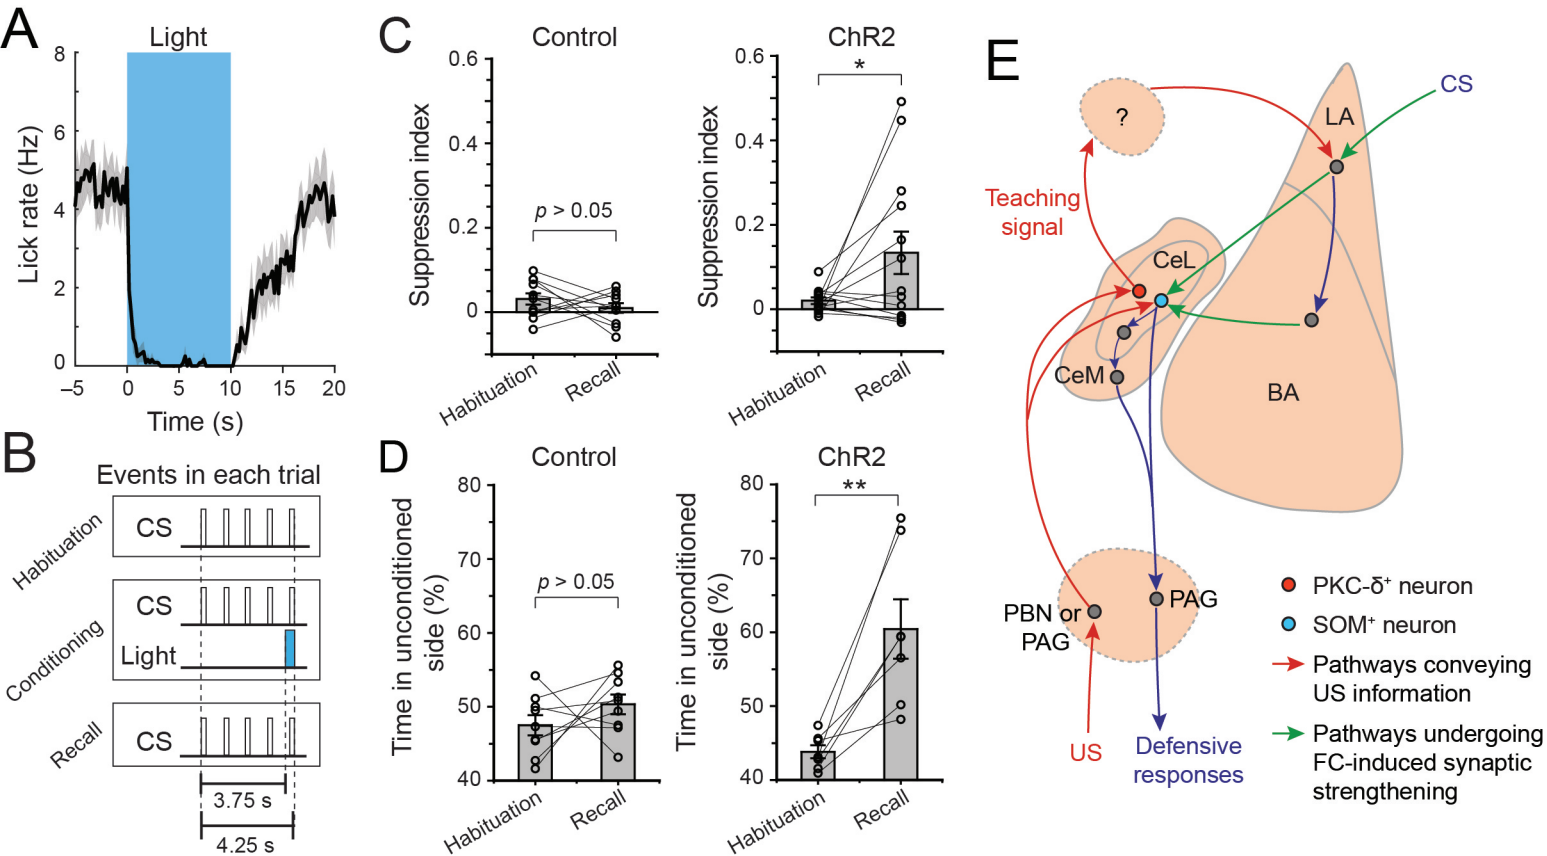 A
Light
8
6
4
2
0
Lick rate (Hz)
−5
0
5
10
15
20
Time (s)
B
Events in each trial
Habituation
CS
Conditioning
CS
Light
Recall
CS
3.75 s
4.25 s
C
Control
0.6
0.4
0.2
0
Suppression index
p > 0.05
Habituation
Recall
ChR2
0.6
0.4
0.2
0
Suppression index
*
Habituation
Recall
D
Control
80
70
60
50
40
Time in unconditioned
side (%)
p > 0.05
Habituation
Recall
ChR2
80
70
60
50
40
Time in unconditioned
side (%)
**
Habituation
Recall
E
?
LA
CS
Teaching
signal
CeL
CeM
BA
PBN or
PAG
PAG
US
Defensive
responses
PKC-δ+ neuron
SOM+ neuron
Pathways conveying
US information
Pathways undergoing
FC-induced synaptic
strengthening